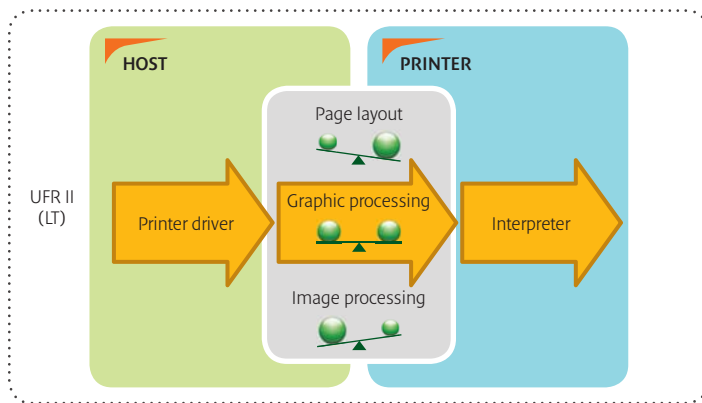 HOST
PRINTER
Page layout
UFR II
(LT)
Printer driver
Graphic processing
Interpreter
Image processing